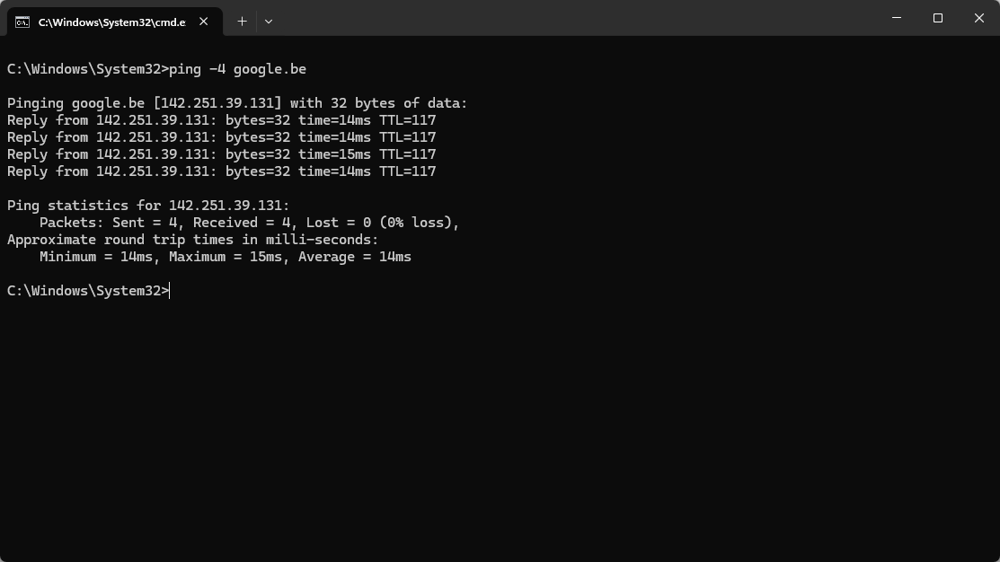 C:\Windows\System32\cmd.e
C:\Windows\System32>ping -4 google.be
Pinging google.be [142.251.39.131] with 32 bytes of data:
Reply from 142.251.39.131: bytes=32 time=14ms TTL=117
Reply from 142.251.39.131: bytes=32 time=14ms TTL=117
Reply from 142.251.39.131: bytes=32 time=15ms TTL=117
Reply from 142.251.39.131: bytes=32 time=14ms TTL=117
Ping statistics for 142.251.39.131:
    Packets: Sent = 4, Received = 4, Lost = 0 (0% loss),
Approximate round trip times in milli-seconds:
    Minimum = 14ms, Maximum = 15ms, Average = 14ms
C:\Windows\System32>